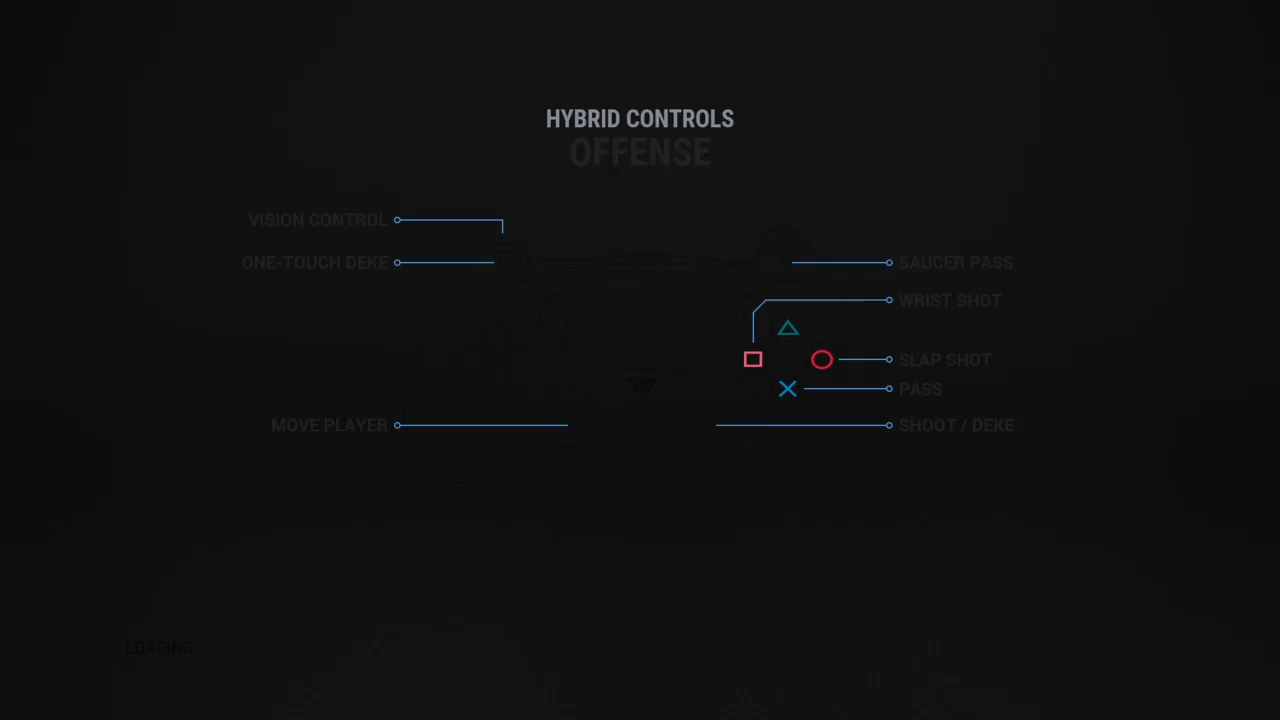 HYBRID CONTROLS
OFFENSE
VISION CONTROL
ONE-TOUCH DEKE
SAUCER PASS
WRIST SHOT
SLAP SHOT
PASS
MOVE PLAYER
SHOOT / DEKE
LOADING